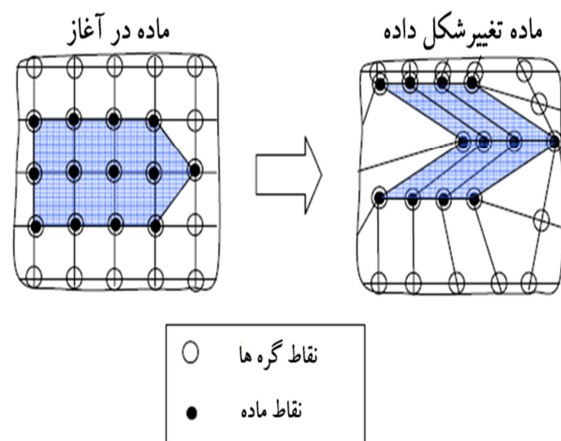 ماده در آغاز
ماده تغییرشکل داده
نقاط گره ها
نقاط ماده